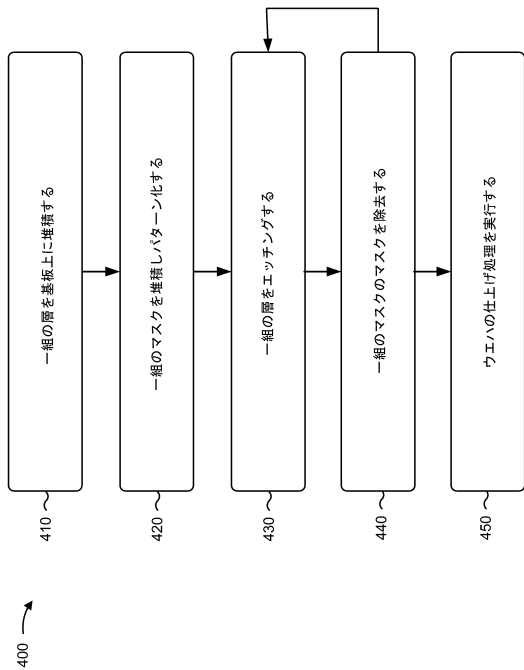 400
410
一組の層を基板上に堆積する
420
一組のマスクを堆積しパターン化する
430
一組の層をエッチングする
440
一組のマスクのマスクを除去する
450
ウエハの仕上げ処理を実行する